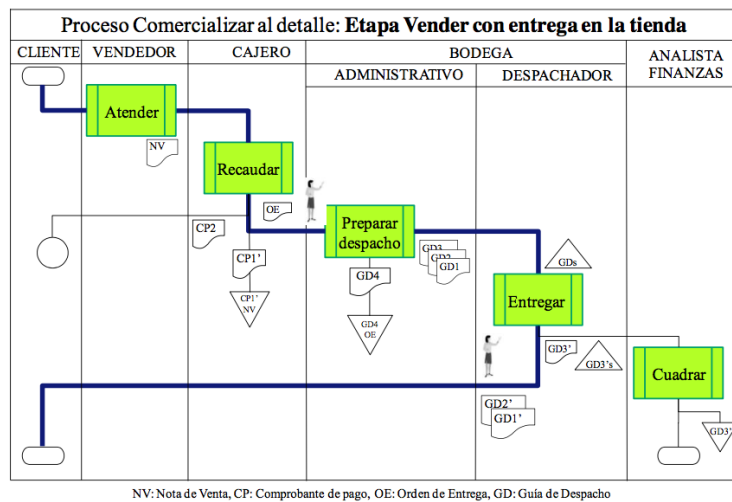 Proceso Comercializar al detalle: Etapa Vender con entrega en la tienda
CLIENTE
VENDEDOR
CAJERO
BODEGA
ANALISTA
FINANZAS
ADMINISTRATIVO
DESPACHADOR
Atender
NV
Recaudar
OE
CP2
CP1'
CP1'
NV
Preparar
despacho
GD3
GD2
GD1
GD4
GD4
OE
GDs
Entregar
GD3'
GD3's
Cuadrar
GD2'
GD1'
GD3'
NV: Nota de Venta, CP: Comprobante de pago, OE: Orden de Entrega, GD: Guía de Despacho